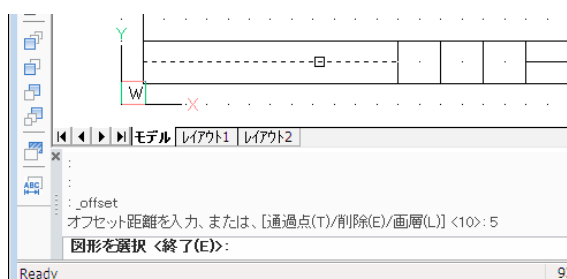 Y
W
X
モデル レイアウト1 レイアウト2
ABC
:
:
: _offset
オフセット距離を入力、または、[通過点(T)/削除(E)/画層(L)] <10>: 5
図形を選択 <終了(E)>:
Ready
9